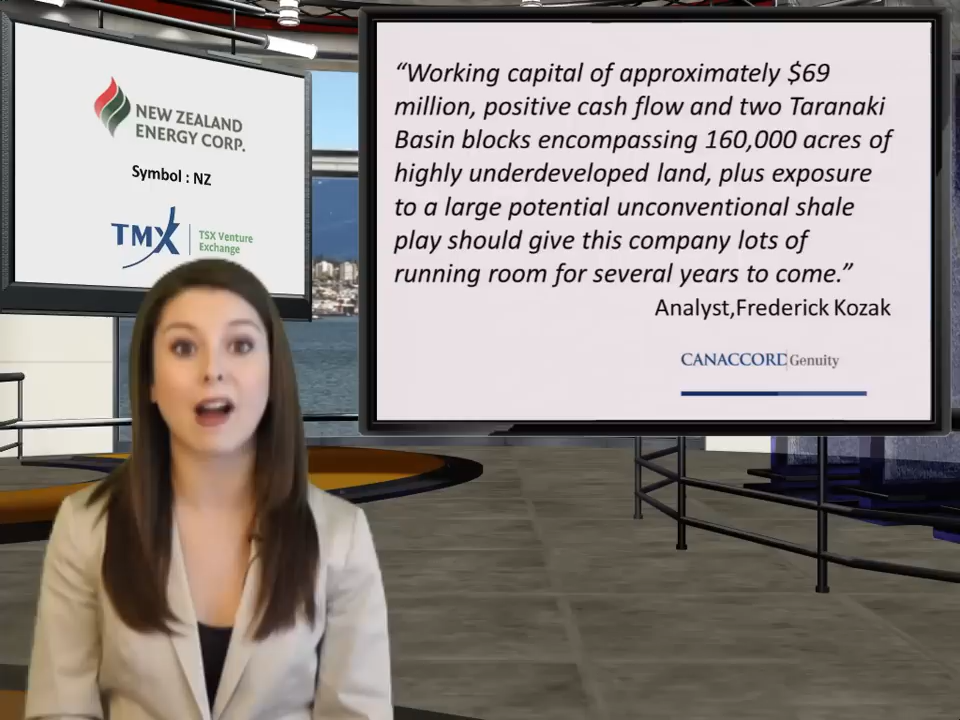 NEW ZEALAND
ENERGY CORP.
Symbol : NZ
TMX
TSX Venture
Exchange
“Working capital of approximately $69
million, positive cash flow and two Taranaki
Basin blocks encompassing 160,000 acres of
highly underdeveloped land, plus exposure
to a large potential unconventional shale
play should give this company lots of
running room for several years to come.”
Analyst,Frederick Kozak
CANACCORD Genuity